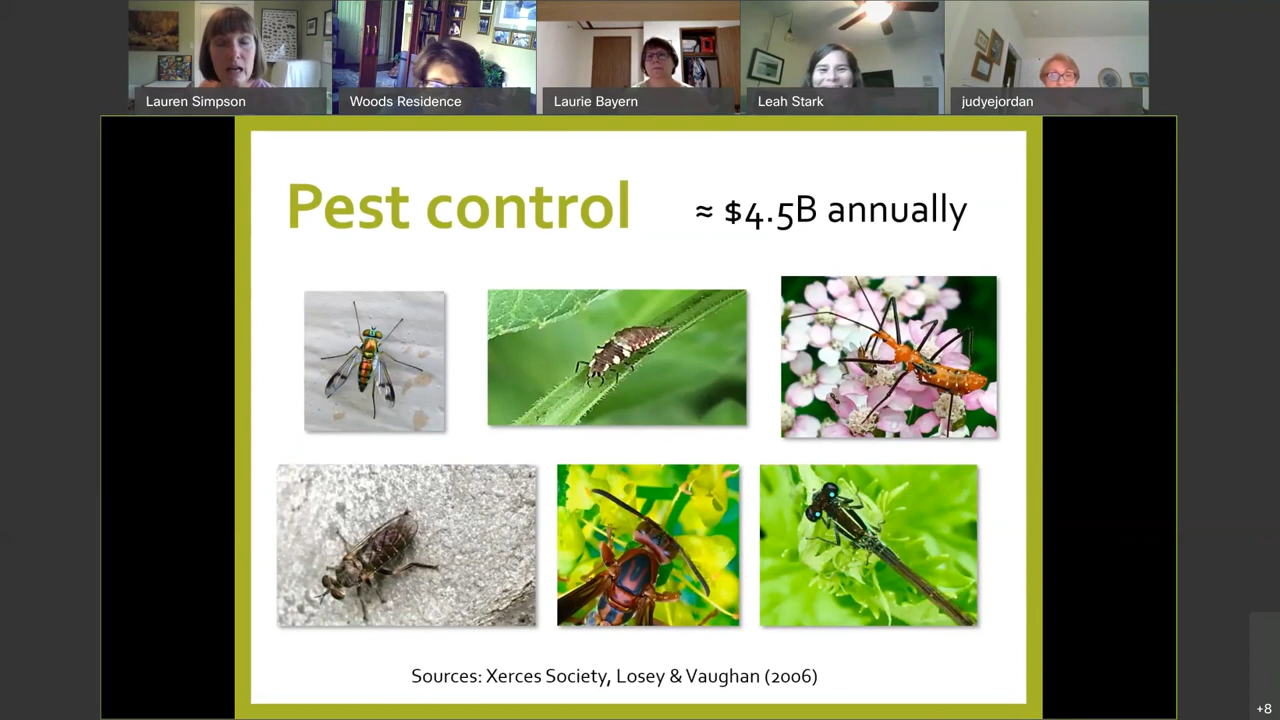 Lauren Simpson
Woods Residence
Laurie Bayern
Leah Stark
judyejordan
Pest control
≈ $4.5B annually
Sources: Xerces Society, Losey & Vaughan (2006)
+8